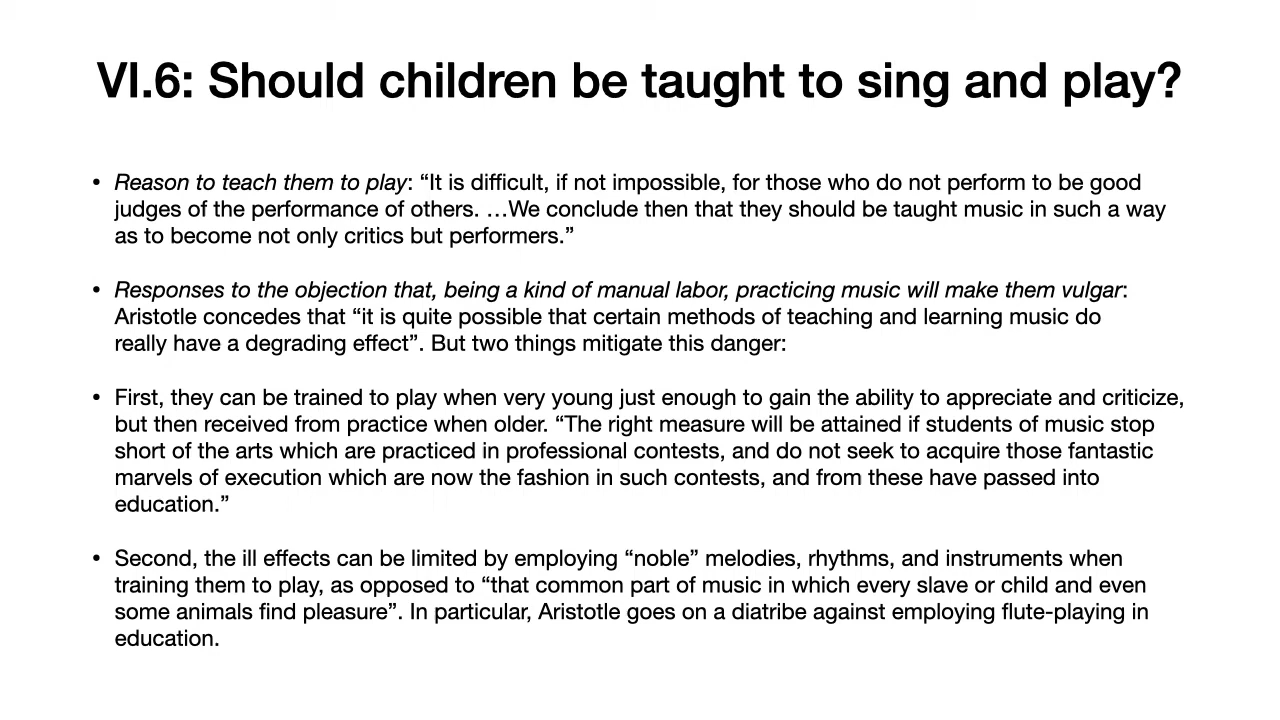 VI.6: Should children be taught to sing and play?
• Reason to teach them to play: “It is difficult, if not impossible, for those who do not perform to be good
judges of the performance of others. …We conclude then that they should be taught music in such a way
as to become not only critics but performers.”
• Responses to the objection that, being a kind of manual labor, practicing music will make them vulgar:
Aristotle concedes that “it is quite possible that certain methods of teaching and learning music do
really have a degrading effect”. But two things mitigate this danger:
• First, they can be trained to play when very young just enough to gain the ability to appreciate and criticize,
but then received from practice when older. “The right measure will be attained if students of music stop
short of the arts which are practiced in professional contests, and do not seek to acquire those fantastic
marvels of execution which are now the fashion in such contests, and from these have passed into
education.”
• Second, the ill effects can be limited by employing “noble” melodies, rhythms, and instruments when
training them to play, as opposed to “that common part of music in which every slave or child and even
some animals find pleasure”. In particular, Aristotle goes on a diatribe against employing flute-playing in
education.